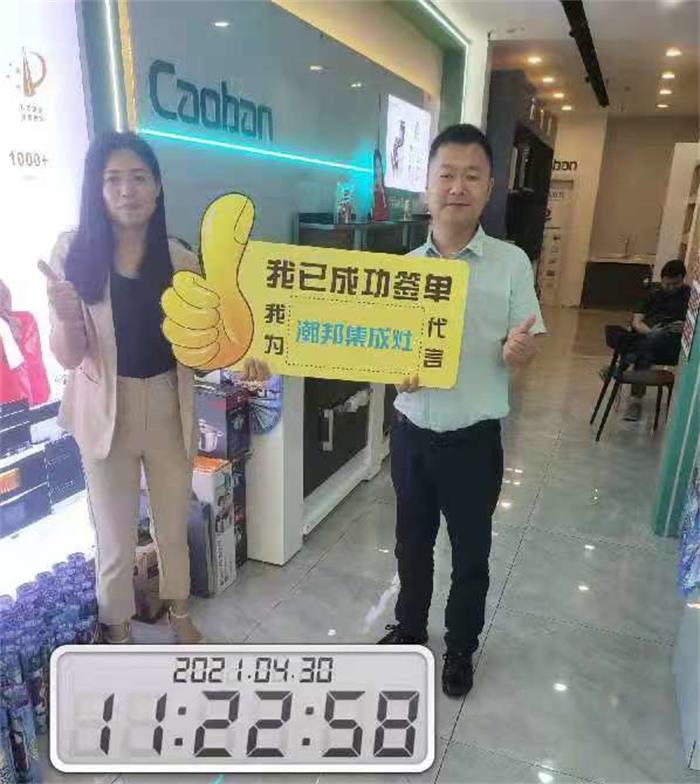 1000+
Caoban
我已成功签单
我为
潮邦集成灶
代言
2021.04.30
11:22:58